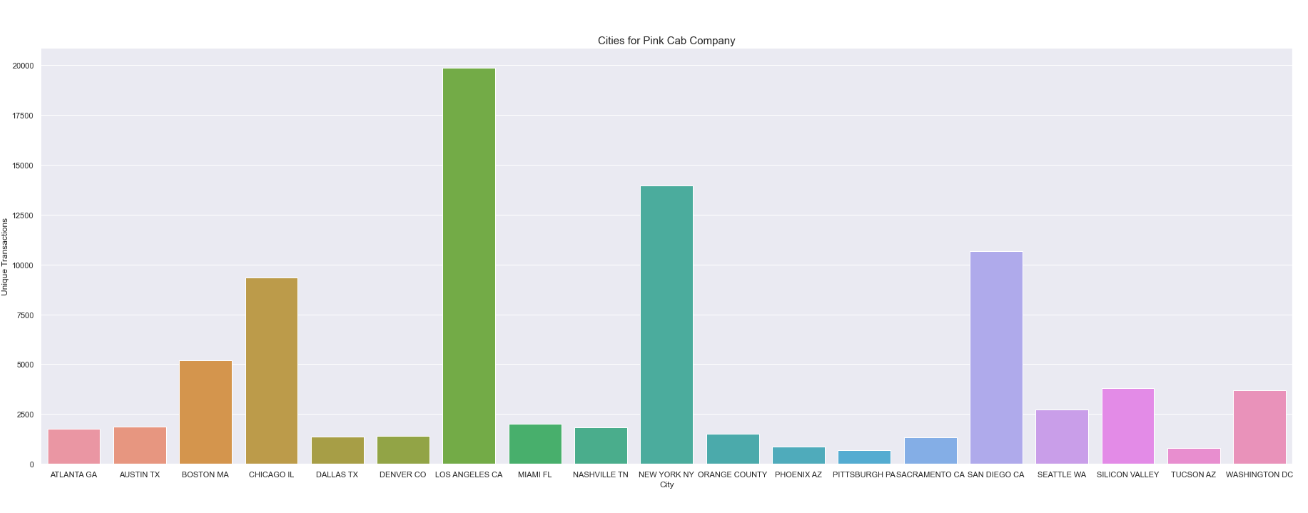 Cities for Pink Cab Company
20000
17500
15000
12500
10000
7500
5000
2500
0
Unique Transactions
ATLANTA GA AUSTIN TX BOSTON MA CHICAGO IL DALLAS TX DENVER CO LOS ANGELES CA MIAMI FL NASHVILLE TN NEW YORK NY ORANGE COUNTY PHOENIX AZ PITTSBURGH PA SACRAMENTO CA SAN DIEGO CA SEATTLE WA SILICON VALLEY TUCSON AZ WASHINGTON DC
City